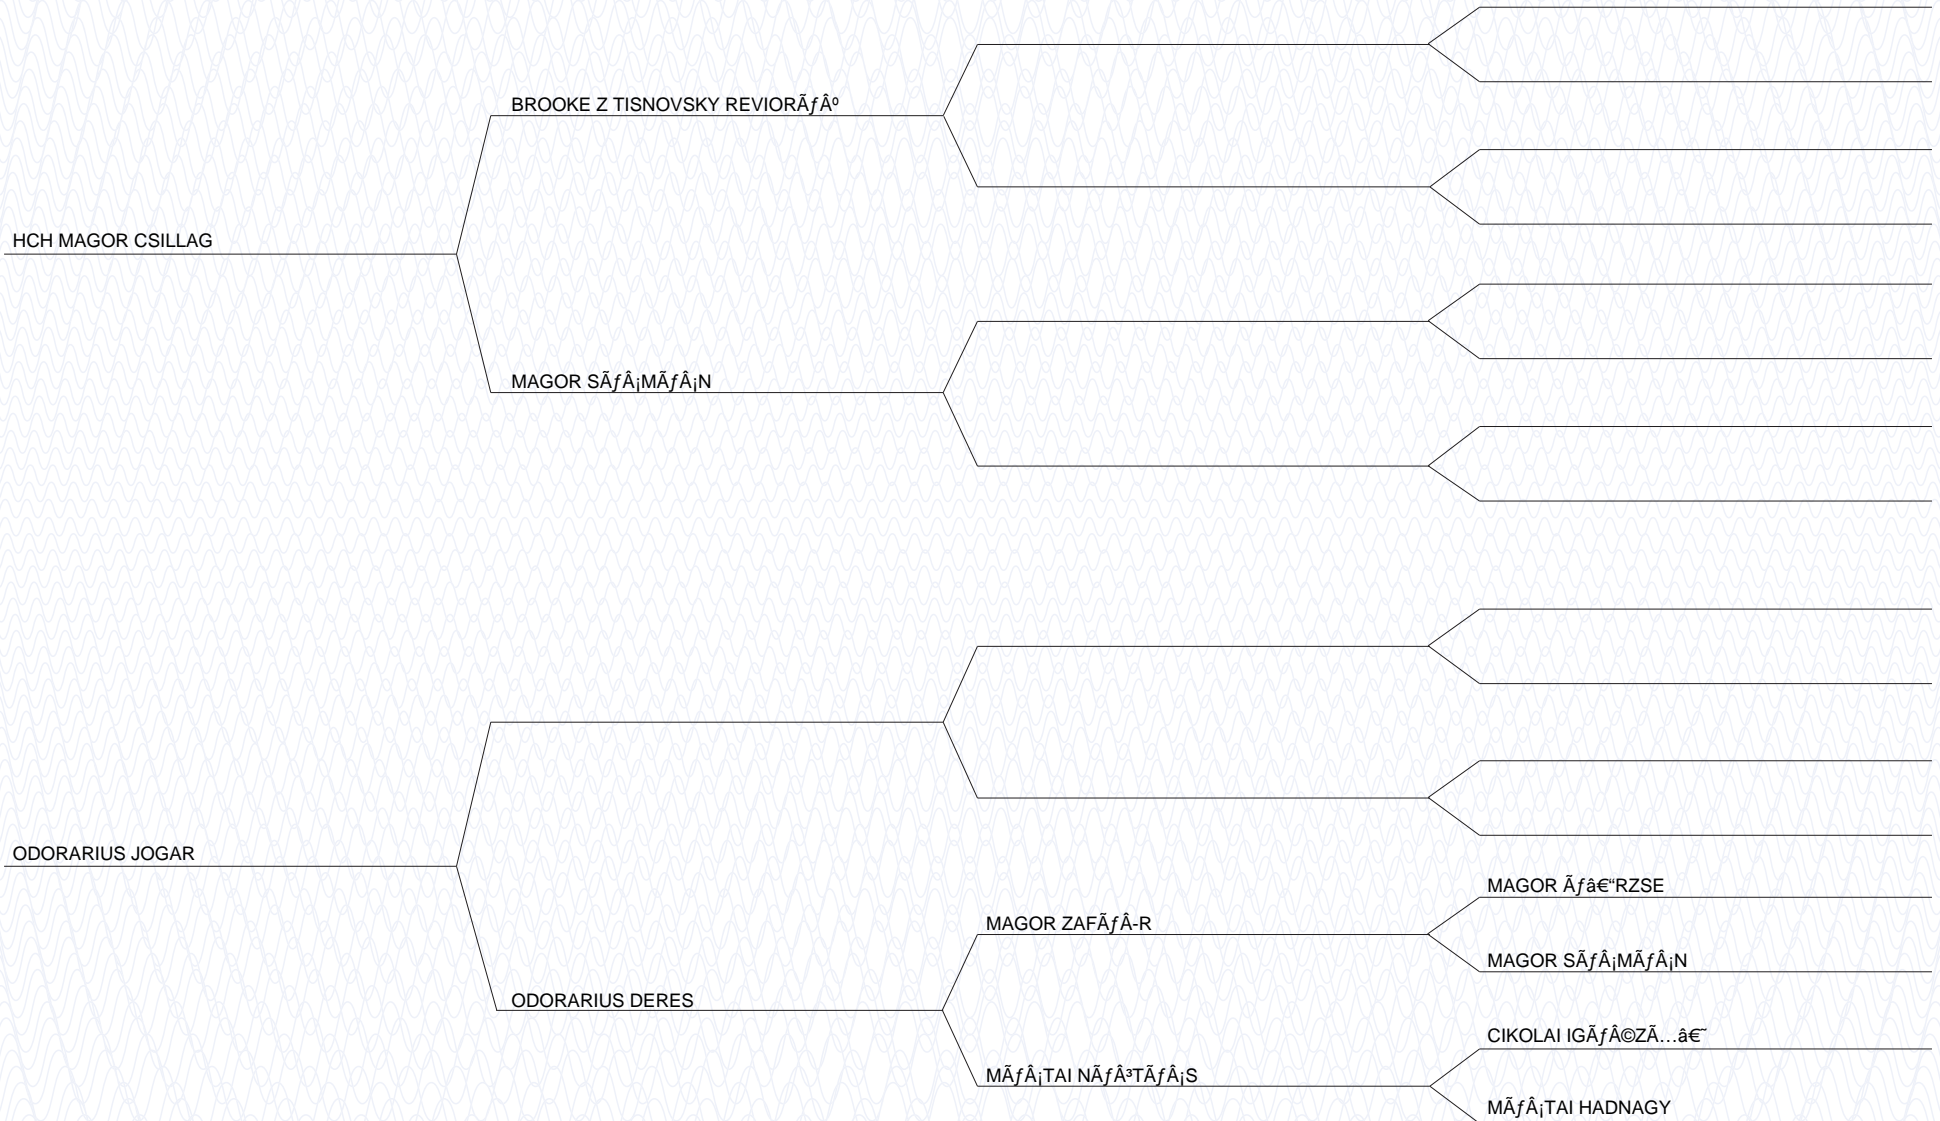 BROOKE Z TISNOVSKY REVIORÃƒÂº
HCH MAGOR CSILLAG
MAGOR SÃƒÂ¡MÃƒÂ¡N
ODORARIUS JOGAR
MAGOR Ãƒâ€“RZSE
MAGOR ZAFÃƒÂ-R
MAGOR SÃƒÂ¡MÃƒÂ¡N
ODORARIUS DERES
CIKOLAI IGÃƒÂ©ZÃ…â€˜
MÃƒÂ¡TAI NÃƒÂ³TÃƒÂ¡S
MÃƒÂ¡TAI HADNAGY